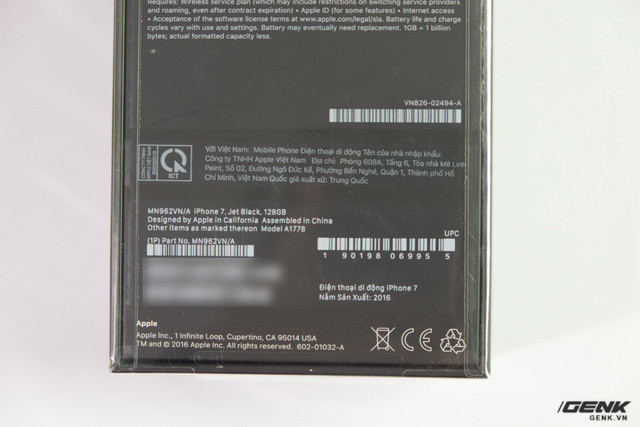 Requires: Wireless service plan (which may include restrictions on switching service providers
and roaming, even after contract expiration) • Apple ID (for some features) • Internet access
• Acceptance of the software license terms at www.apple.com/legal/sla. Battery life and charge
cycles vary with use and settings. Battery may eventually need replacement. 1GB = 1 billion
bytes; actual formatted capacity less.
VN826-02494-A
ICT
Với Việt Nam: Mobile Phone Điện thoại di động Tên của nhà nhập khẩu:
Công ty TNHH Apple Việt Nam Địa chỉ: Phòng 608A, Tầng 6, Tòa nhà Mê Linh
Point, Số 02, Đường Ngô Đức Kế, Phường Bến Nghé, Quận 1, Thành phố Hồ
Chí Minh, Việt Nam Quốc gia xuất xứ: Trung Quốc
MN962VN/A iPhone 7, Jet Black, 128GB
Designed by Apple in California Assembled in China
Other items as marked thereon Model A1778
(1P) Part No. MN962VN/A
UPC
1 90198 06995 5
Điện thoại di động iPhone 7
Năm Sản Xuất: 2016
Apple
Apple Inc., 1 Infinite Loop, Cupertino, CA 95014 USA
TM and © 2016 Apple Inc. All rights reserved. 602-01032-A
GENK
GENK.VN